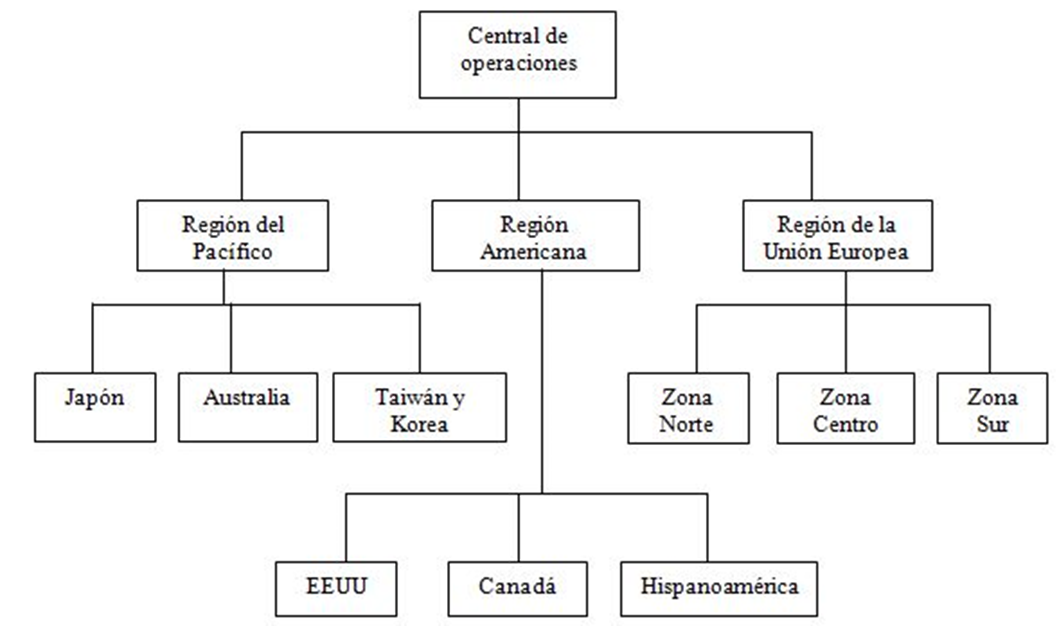 Central de
operaciones
Región del
Pacífico
Región
Americana
Región de la
Unión Europea
Japón
Australia
Taiwán y
Korea
Zona
Norte
Zona
Centro
Zona
Sur
EEUU
Canadá
Hispanoamérica